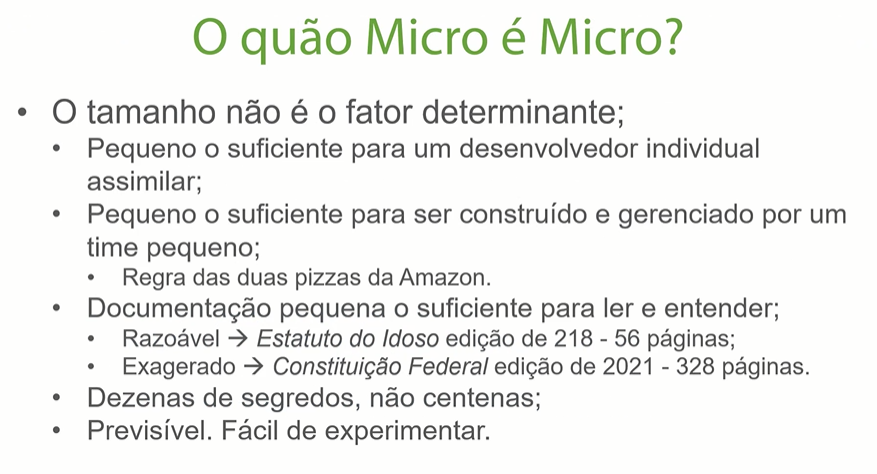 O quão Micro é Micro?
• O tamanho não é o fator determinante;
• Pequeno o suficiente para um desenvolvedor individual
assimilar;
• Pequeno o suficiente para ser construído e gerenciado por um
time pequeno;
• Regra das duas pizzas da Amazon.
• Documentação pequena o suficiente para ler e entender;
• Razoável → Estatuto do Idoso edição de 218 - 56 páginas;
• Exagerado → Constituição Federal edição de 2021 - 328 páginas.
• Dezenas de segredos, não centenas;
• Previsível. Fácil de experimentar.